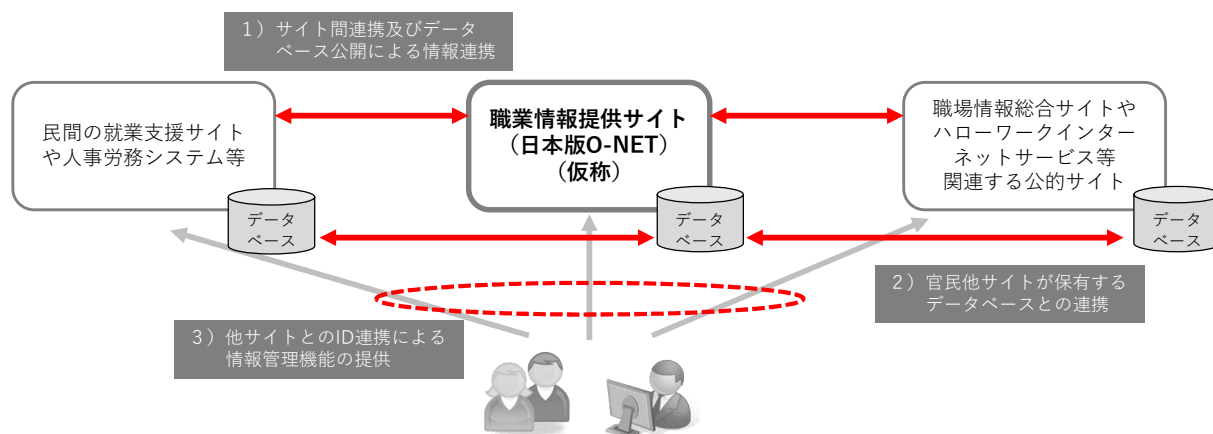 1）サイト間連携及びデータ
ベース公開による情報連携
民間の就業支援サイト
や人事労務システム等
職業情報提供サイト
（日本版O-NET）
（仮称）
職場情報総合サイトや
ハローワークインター
ネットサービス等
関連する公的サイト
データ
ベース
データ
ベース
データ
ベース
2）官民他サイトが保有する
データベースとの連携
3）他サイトとのID連携による
情報管理機能の提供